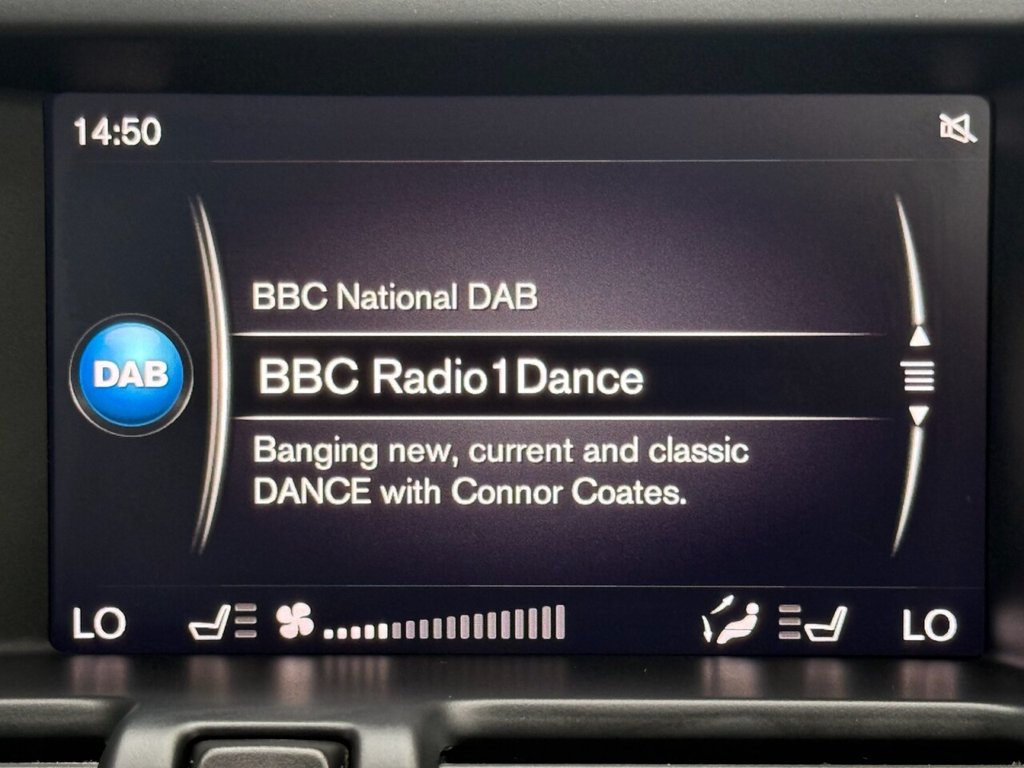 14:50
BBC National DAB
DAB
BBC Radio1Dance
Banging new, current and classic
DANCE with Connor Coates.
LO
LO